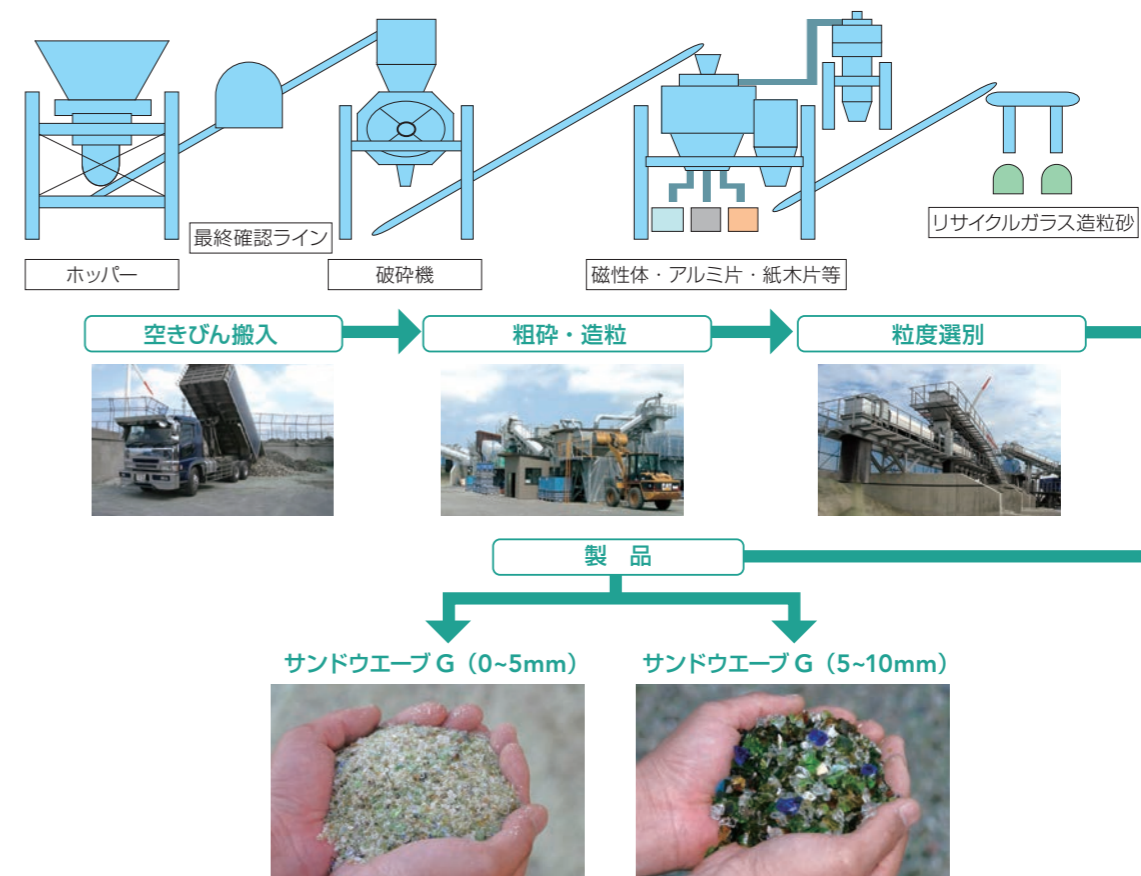 最終確認ライン
リサイクルガラス造粒砂
ホッパー
破砕機
磁性体・アルミ片・紙木片等
空きびん搬入
粗砕・造粒
粒度選別
製 品
サンドウエーブ G（0~5mm）
サンドウエーブ G（5~10mm）